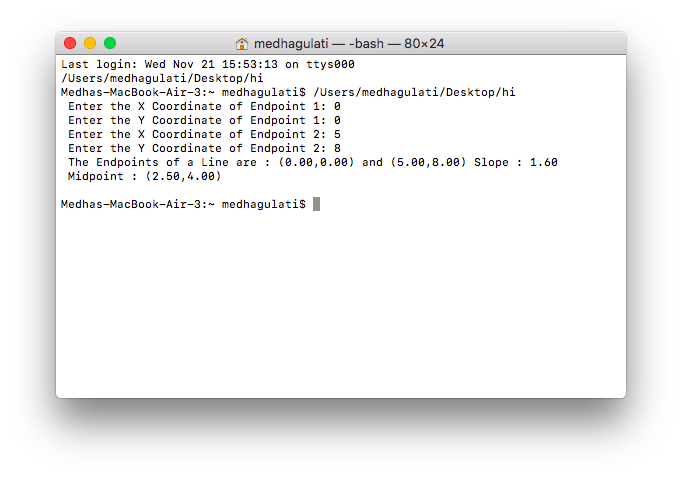 medhagulati — -bash — 80×24
Last login: Wed Nov 21 15:53:13 on ttys000
/Users/medhagulati/Desktop/hi
Medhas-MacBook-Air-3:~ medhagulati$ /Users/medhagulati/Desktop/hi
Enter the X Coordinate of Endpoint 1: 0
Enter the Y Coordinate of Endpoint 1: 0
Enter the X Coordinate of Endpoint 2: 5
Enter the Y Coordinate of Endpoint 2: 8
The Endpoints of a Line are : (0.00,0.00) and (5.00,8.00) Slope : 1.60
Midpoint : (2.50,4.00)
Medhas-MacBook-Air-3:~ medhagulati$